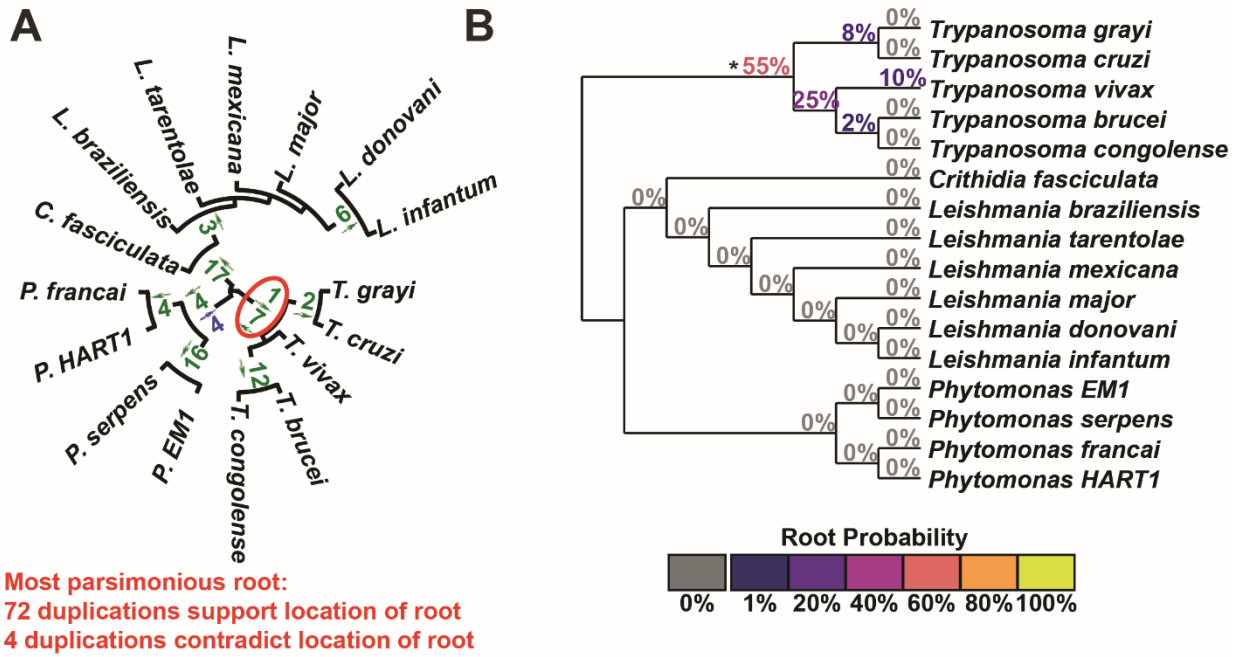 A
L. mexicana
L. tarentolae
L. major
L. braziliensis
L. donovani
L. infantum
C. fasciculata
6
3
17
P. francai
4
4
4
1
7
2
T. grayi
T. cruzi
P. HART1
16
12
T. vivax
P. serpens
P. EM1
T. congolense
T. brucei
Most parsimonious root:
72 duplications support location of root
4 duplications contradict location of root
B
0%
Trypanosoma grayi
8%
0%
Trypanosoma cruzi
*55%
10%
Trypanosoma vivax
25%
0%
Trypanosoma brucei
2%
0%
Trypanosoma congolense
0%
Crithidia fasciculata
0%
0%
Leishmania braziliensis
0%
0%
Leishmania tarentolae
0%
0%
Leishmania mexicana
0%
0%
Leishmania major
0%
0%
Leishmania donovani
0%
0%
Leishmania infantum
0%
Phytomonas EM1
0%
0%
Phytomonas serpens
0%
0%
Phytomonas francai
0%
0%
Phytomonas HART1
Root Probability
0% 1% 20% 40% 60% 80% 100%